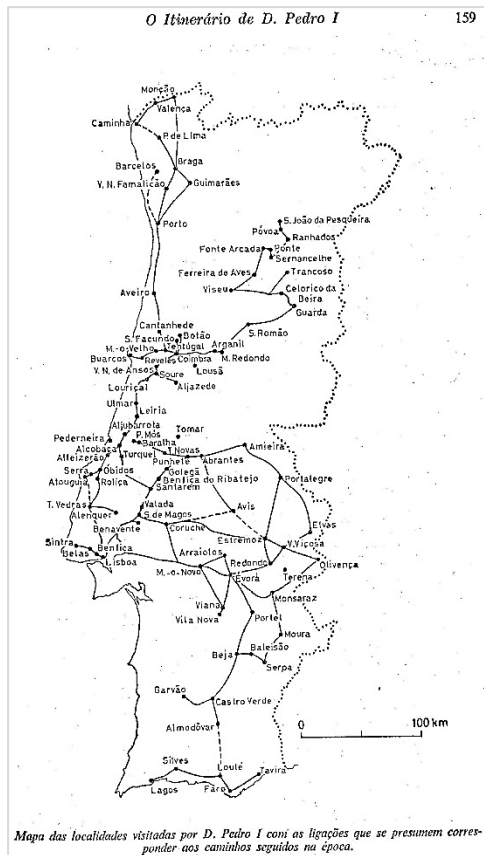 O Itinerário de D. Pedro I
159
Monção
Valença
Caminha
P. de Lima
Barcelos
Braga
V. N. Famalicão
Guimarães
Porto
S. João da Pesqueira
Póvoa
Ranhados
Fonte Arcada
Ponte
Sernancelhe
Ferreira de Aves
Trancoso
Aveiro
Viseu
Celorico da
Beira
Guarda
Cantanhede
S. Romão
S. Facundo
Botão
M.-o-Velho
Tentúgal
Arganil
Buarcos
Reveles
Coimbra
M. Redondo
V. N. de Ansos
Soure
Lousã
Louriçal
Aljazede
Ulmar
Leiria
Aljubarrota
Pederneira
P. Mós
Tomar
Alcobaça
Baralha
T. Novas
Amieira
Alfeizerão
Turquel
Abrantes
Punhete
Serra
Óbidos
Golegã
Portalegre
Atouguia
Roliça
Benfica do Ribatejo
Santarém
T. Vedras
Valada
Avis
Alenquer
S. de Magos
Elvas
Benavente
Coruche
Estremoz
V. Viçosa
Sintra
Benfica
Arraiolos
Belas
Lisboa
Redondo
Olivença
M.-o-Novo
Évora
Terena
Monsaraz
Viana
Portel
Vila Nova
Moura
Beja
Baleisão
Serpa
Garvão
Castro Verde
Almodôvar
0
100 km
Silves
Loulé
Tavira
Lagos
Faro
Mapa das localidades visitadas por D. Pedro I com as ligações que se presumem corres-
ponder aos caminhos seguidos na época.